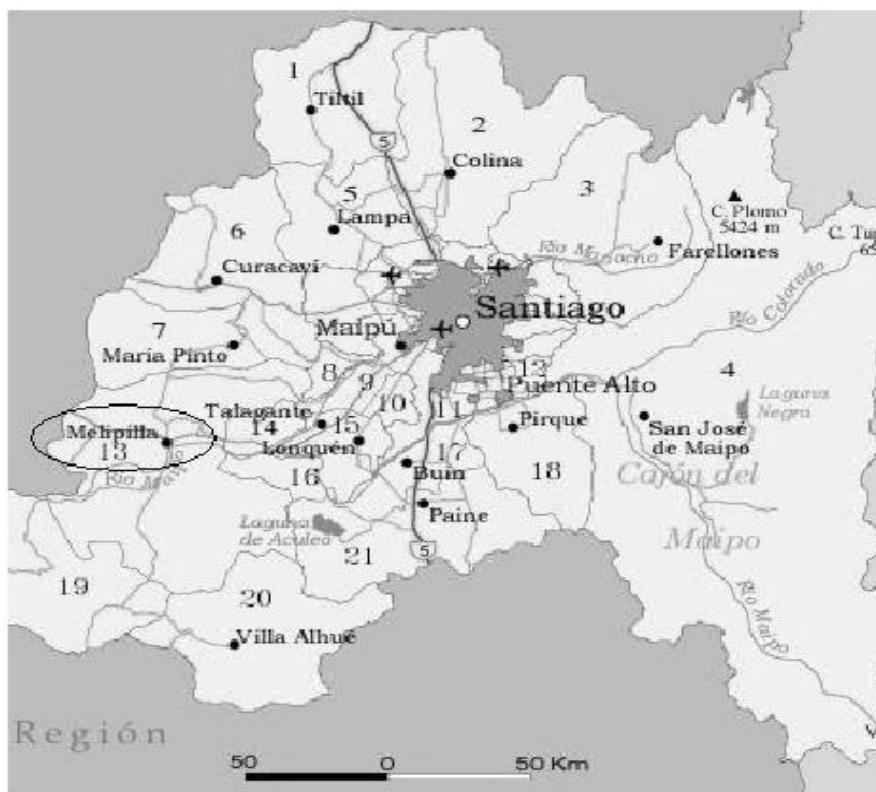 1
Tiltil
2
5
Colina
3
5
C. Plomo
5424 m
Lampa
6
C. Tu
Farellones
Curacaví
Río Colorado
Santiago
7
Maipú
María Pinto
8
12
4
9
Puente Alto
10
Laguna
Negra
Talagante
14
15
11
Melipilla
Pirque
San José
de Maipo
Lonquén
13
17
Buin
18
16
Cajón del
Maipo
Paine
Laguna
de Aculeo
5
21
19
20
Río Maipo
Villa Alhué
Región
50 0 50 Km